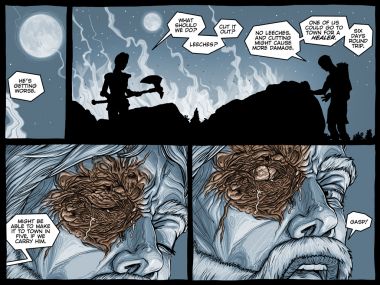 HE'S
GETTING
WORSE.
WHAT
SHOULD
WE DO?
CUT IT
OUT?
LEECHES?
NO LEECHES,
AND CUTTING
MIGHT CAUSE
MORE DAMAGE.
ONE OF US
COULD GO TO
TOWN FOR A
HEALER.
SIX
DAYS
ROUND
TRIP.
MIGHT BE
ABLE TO
MAKE IT
TO TOWN IN
FIVE, IF WE
CARRY HIM.
GASP!